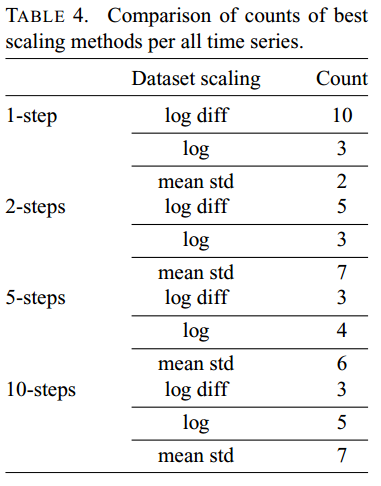 TABLE 4. Comparison of counts of best
scaling methods per all time series.
Dataset scaling Count
1-step log diff 10
log 3
mean std 2
2-steps log diff 5
log 3
mean std 7
5-steps log diff 3
log 4
mean std 6
10-steps log diff 3
log 5
mean std 7